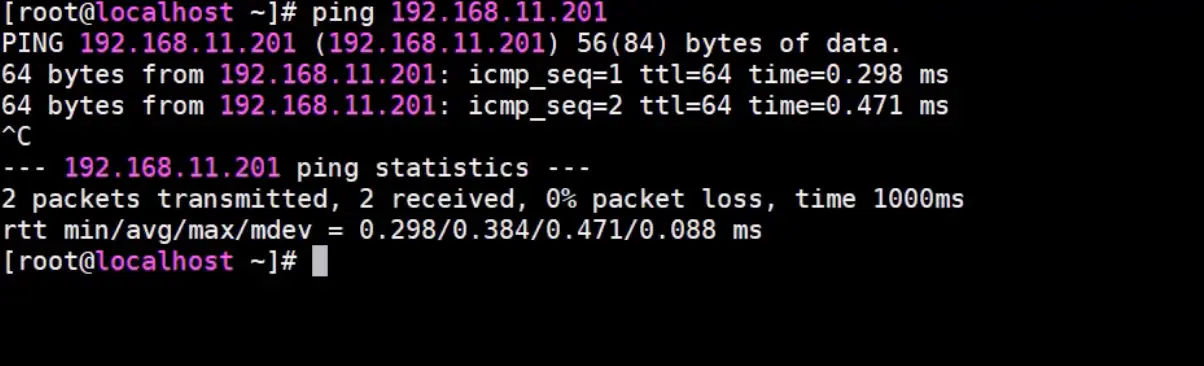 [root@localhost ~]# ping 192.168.11.201
PING 192.168.11.201 (192.168.11.201) 56(84) bytes of data.
64 bytes from 192.168.11.201: icmp_seq=1 ttl=64 time=0.298 ms
64 bytes from 192.168.11.201: icmp_seq=2 ttl=64 time=0.471 ms
^C
--- 192.168.11.201 ping statistics ---
2 packets transmitted, 2 received, 0% packet loss, time 1000ms
rtt min/avg/max/mdev = 0.298/0.384/0.471/0.088 ms
[root@localhost ~]#